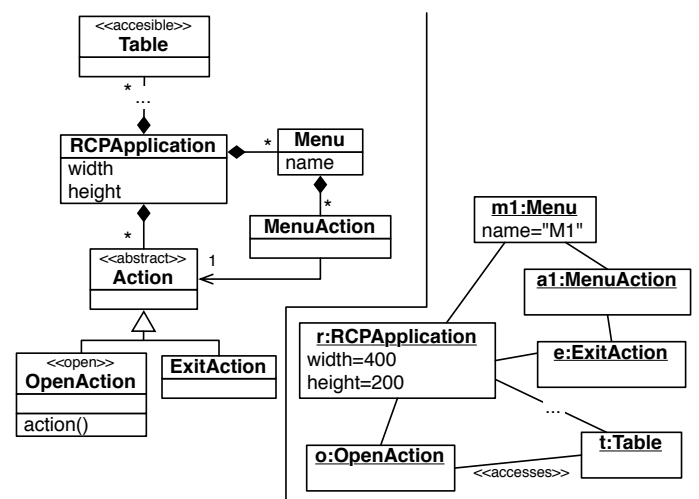 <<accesible>>
Table
*
...
RCPApplication
width
height
*
Menu
name
*
MenuAction
*
<<abstract>>
Action
1
<<open>>
OpenAction
action()
ExitAction
m1:Menu
name="M1"
a1:MenuAction
r:RCPApplication
width=400
height=200
e:ExitAction
...
o:OpenAction
<<accesses>>
t:Table